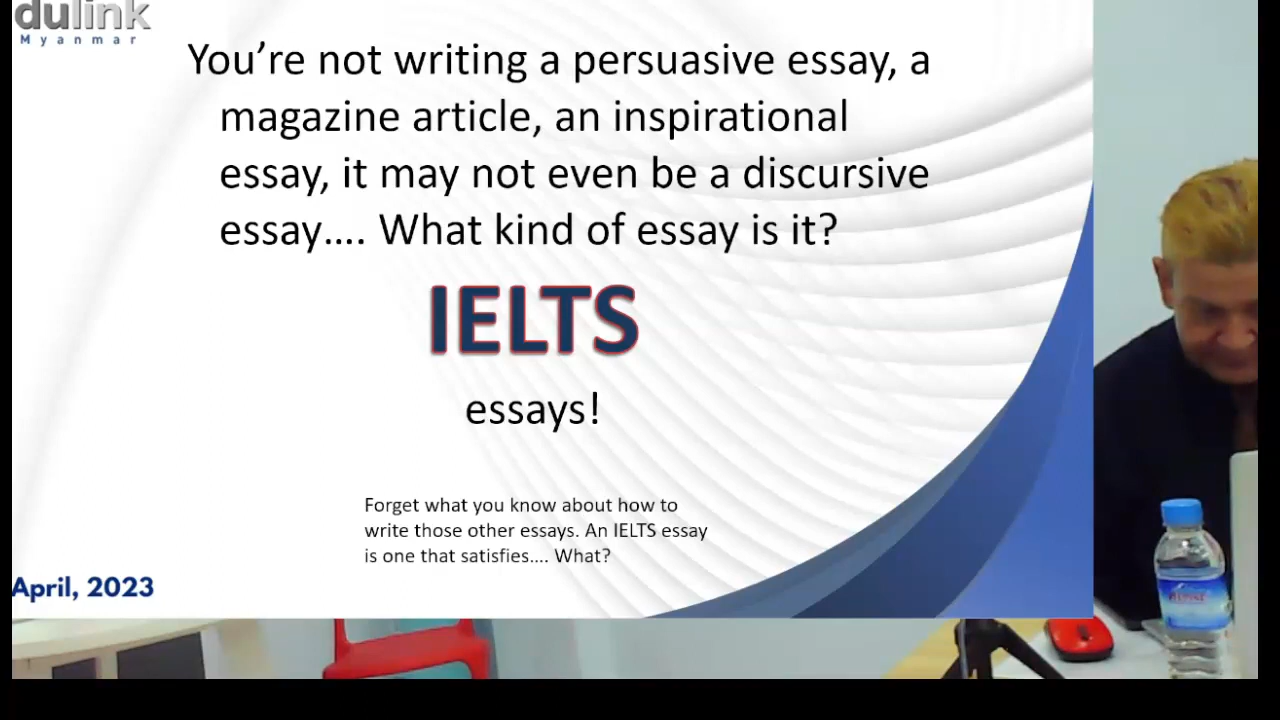 dulink
Myanmar
You’re not writing a persuasive essay, a
magazine article, an inspirational
essay, it may not even be a discursive
essay…. What kind of essay is it?
IELTS
essays!
Forget what you know about how to
write those other essays. An IELTS essay
is one that satisfies…. What?
April, 2023